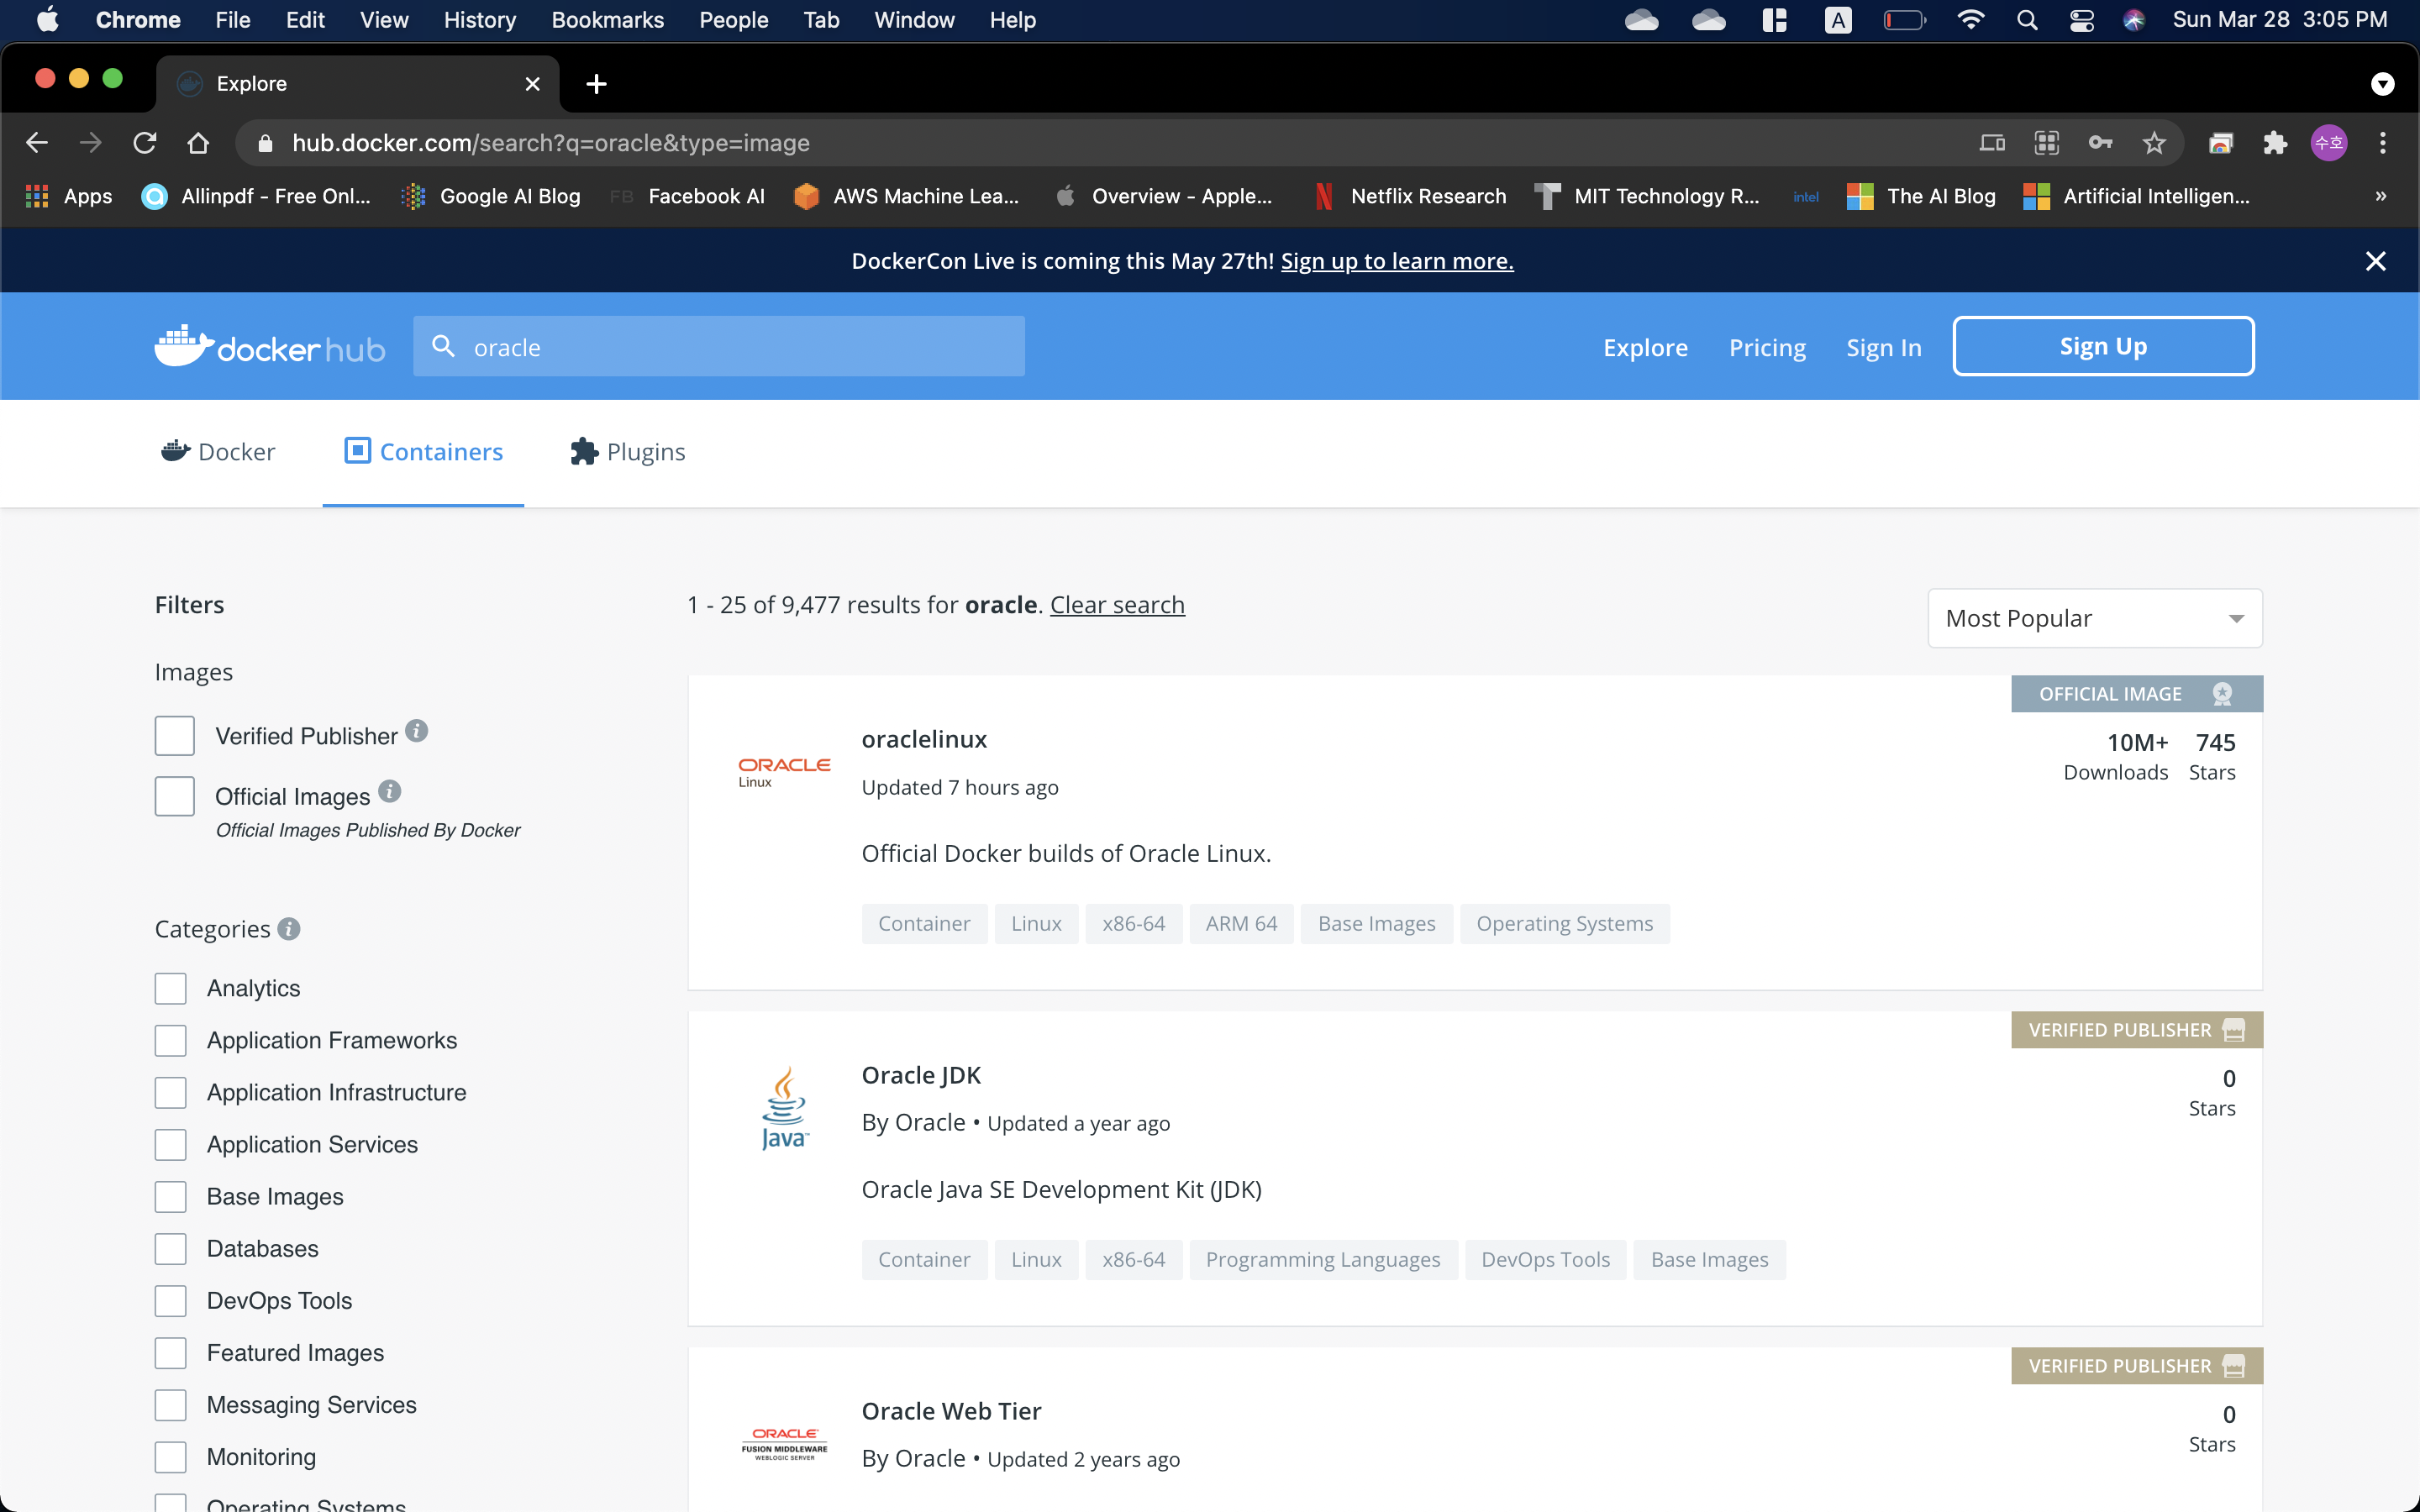 Chrome File Edit View History Bookmarks People Tab Window Help A Sun Mar 28 3:05 PM
Explore
hub.docker.com/search?q=oracle&type=image 수호
Apps Allinpdf - Free Onl... Google AI Blog FB Facebook AI AWS Machine Lea... Overview - Apple... Netflix Research MIT Technology R... intel The AI Blog Artificial Intelligen... »
DockerCon Live is coming this May 27th! Sign up to learn more.
docker hub oracle Explore Pricing Sign In Sign Up
Docker Containers Plugins
Filters
Images
Verified Publisher i
Official Images i
Official Images Published By Docker
Categories i
Analytics
Application Frameworks
Application Infrastructure
Application Services
Base Images
Databases
DevOps Tools
Featured Images
Messaging Services
Monitoring
Operating Systems
1 - 25 of 9,477 results for oracle. Clear search
Most Popular
OFFICIAL IMAGE
ORACLE
Linux
oraclelinux
Updated 7 hours ago
10M+ 745
Downloads Stars
Official Docker builds of Oracle Linux.
Container Linux x86-64 ARM 64 Base Images Operating Systems
VERIFIED PUBLISHER
Java™
Oracle JDK
By Oracle • Updated a year ago
0
Stars
Oracle Java SE Development Kit (JDK)
Container Linux x86-64 Programming Languages DevOps Tools Base Images
VERIFIED PUBLISHER
ORACLE
FUSION MIDDLEWARE
WEBLOGIC SERVER
Oracle Web Tier
By Oracle • Updated 2 years ago
0
Stars